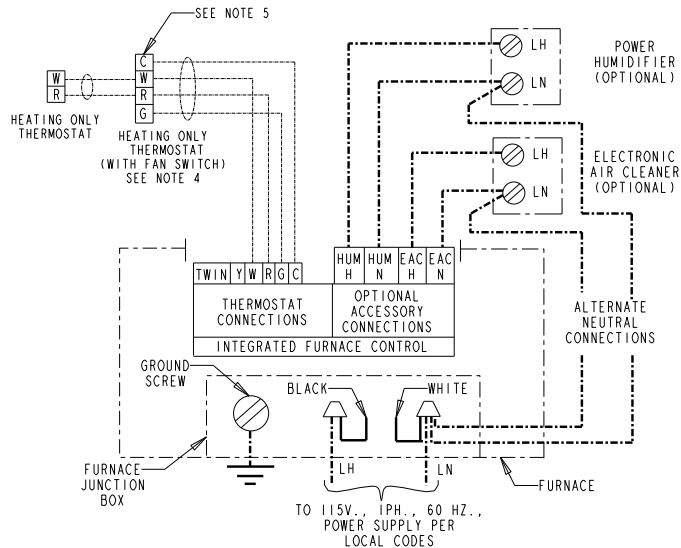 SEE NOTE 5
C
W
W
R
R
G
HEATING ONLY
THERMOSTAT
HEATING ONLY
THERMOSTAT
(WITH FAN SWITCH)
SEE NOTE 4
LH
LN
POWER
HUMIDIFIER
(OPTIONAL)
LH
LN
ELECTRONIC
AIR CLEANER
(OPTIONAL)
TWIN Y W R G C
HUM H
HUM N
EAC H
EAC N
THERMOSTAT
CONNECTIONS
OPTIONAL
ACCESSORY
CONNECTIONS
INTEGRATED FURNACE CONTROL
ALTERNATE
NEUTRAL
CONNECTIONS
GROUND
SCREW
BLACK
WHITE
FURNACE
JUNCTION
BOX
LH
LN
FURNACE
TO 115V., 1PH., 60 HZ.,
POWER SUPPLY PER
LOCAL CODES